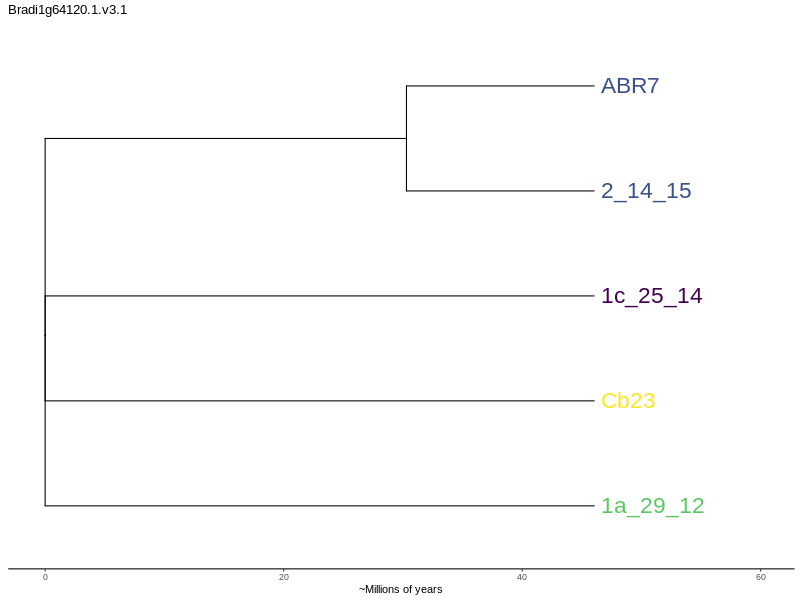 Bradi1g64120.1.v3.1
ABR7
2_14_15
1c_25_14
Cb23
1a_29_12
0 20 40 60
~Millions of years